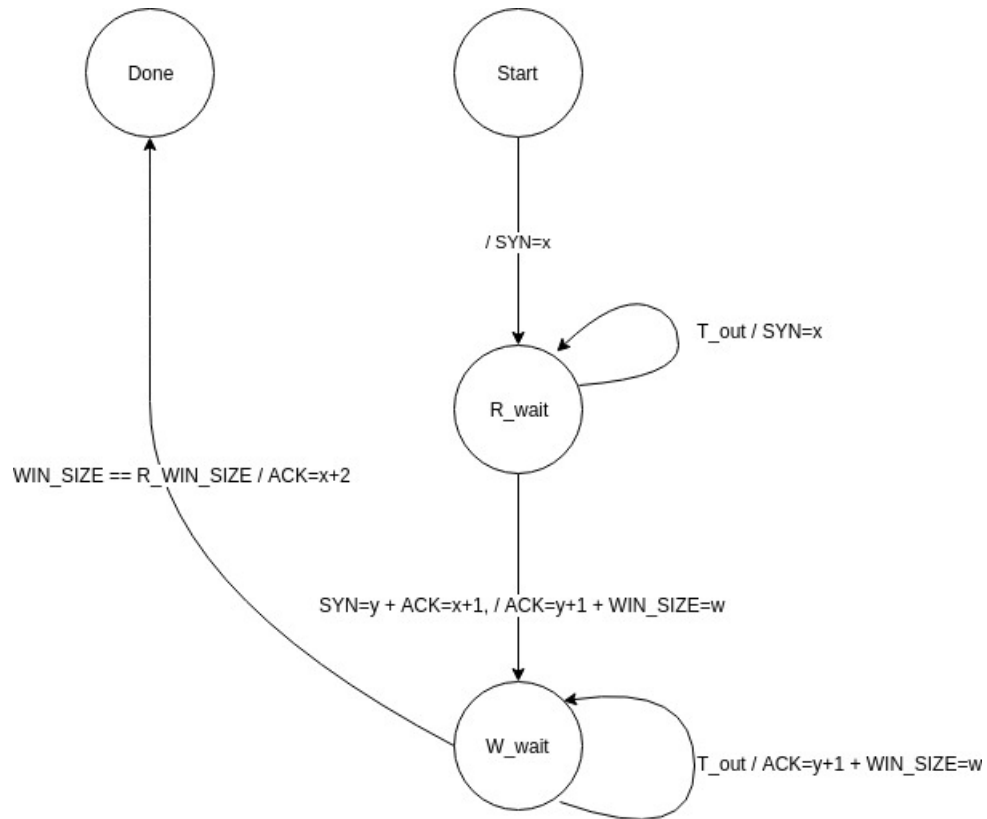 Done
Start
/ SYN=x
T_out / SYN=x
R_wait
WIN_SIZE == R_WIN_SIZE / ACK=x+2
SYN=y + ACK=x+1, / ACK=y+1 + WIN_SIZE=w
W_wait
T_out / ACK=y+1 + WIN_SIZE=w